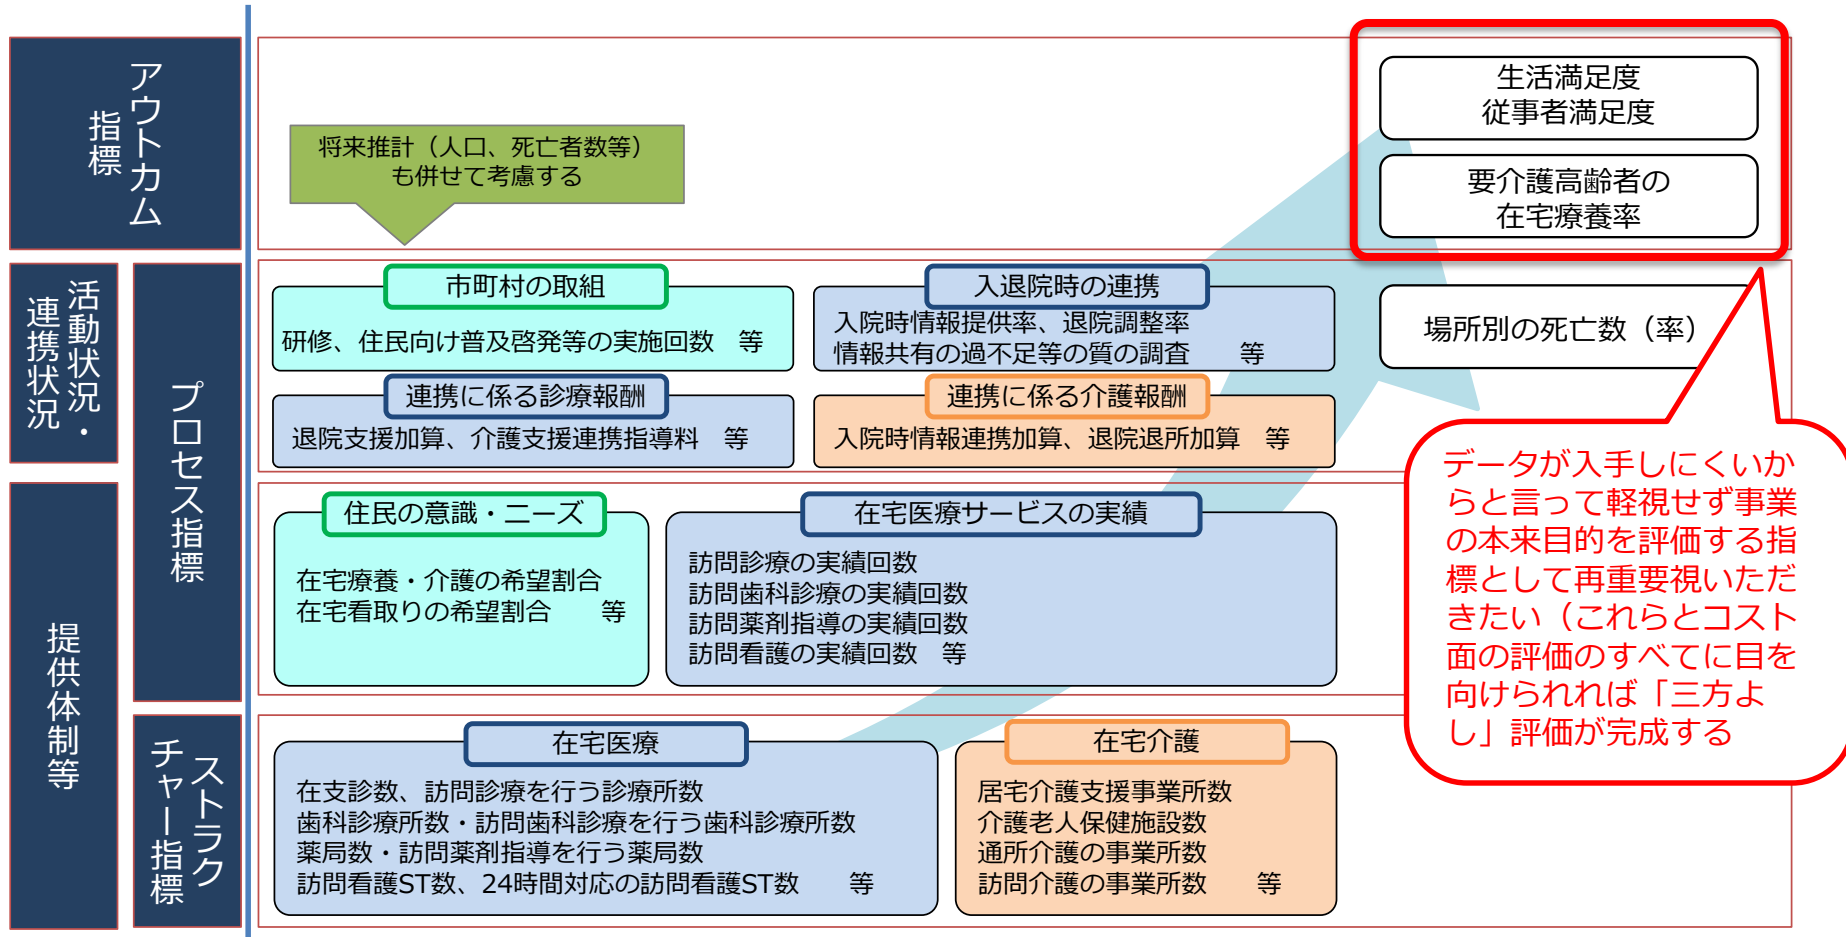 アウトカム
指標
将来推計（人口、死亡者数等）
も併せて考慮する
生活満足度
従事者満足度
要介護高齢者の
在宅療養率
活動状況・
連携状況
プロセス指標
市町村の取組
研修、住民向け普及啓発等の実施回数　等
入退院時の連携
入院時情報提供率、退院調整率
情報共有の過不足等の質の調査　　等
場所別の死亡数（率）
連携に係る診療報酬
退院支援加算、介護支援連携指導料　等
連携に係る介護報酬
入院時情報連携加算、退院退所加算　等
データが入手しにくいか
らと言って軽視せず事業
の本来目的を評価する指
標として再重要視いただ
きたい（これらとコスト
面の評価のすべてに目を
向けられれば「三方よ
し」評価が完成する
提供体制等
住民の意識・ニーズ
在宅療養・介護の希望割合
在宅看取りの希望割合　　等
在宅医療サービスの実績
訪問診療の実績回数
訪問歯科診療の実績回数
訪問薬剤指導の実績回数
訪問看護の実績回数　等
ストラク
チャー指標
在宅医療
在支診数、訪問診療を行う診療所数
歯科診療所数・訪問歯科診療を行う歯科診療所数
薬局数・訪問薬剤指導を行う薬局数
訪問看護ST数、24時間対応の訪問看護ST数　　等
在宅介護
居宅介護支援事業所数
介護老人保健施設数
通所介護の事業所数
訪問介護の事業所数　　等